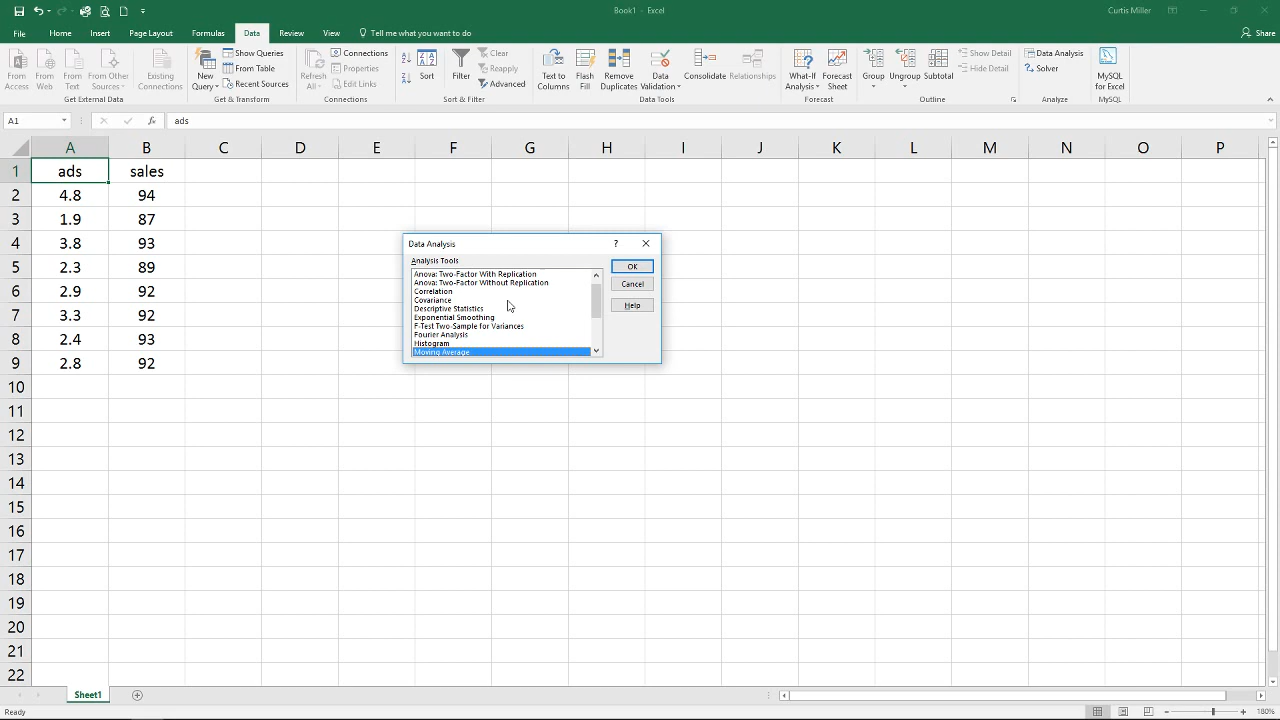 Book1 - Excel
Curtis Miller
File Home Insert Page Layout Formulas Data Review View Tell me what you want to do
Share
From Access
From Web
From Text
From Other Sources
Existing Connections
Get External Data
New Query
Show Queries
From Table
Recent Sources
Get & Transform
Refresh All
Connections
Properties
Edit Links
Connections
Sort
Filter
Clear
Reapply
Advanced
Sort & Filter
Text to Columns
Flash Fill
Remove Duplicates
Data Validation
Consolidate
Relationships
Data Tools
What-If Analysis
Forecast Sheet
Forecast
Group
Ungroup
Subtotal
Show Detail
Hide Detail
Outline
Data Analysis
Solver
Analyze
MySQL for Excel
MySQL
A1
fx
ads
A B C D E F G H I J K L M N O P
1 ads sales
2 4.8 94
3 1.9 87
4 3.8 93
5 2.3 89
6 2.9 92
7 3.3 92
8 2.4 93
9 2.8 92
10
11
12
13
14
15
16
17
18
19
20
21
22
Data Analysis
?
Analysis Tools
Anova: Two-Factor With Replication
Anova: Two-Factor Without Replication
Correlation
Covariance
Descriptive Statistics
Exponential Smoothing
F-Test Two-Sample for Variances
Fourier Analysis
Histogram
Moving Average
OK
Cancel
Help
Sheet1
Ready
180%